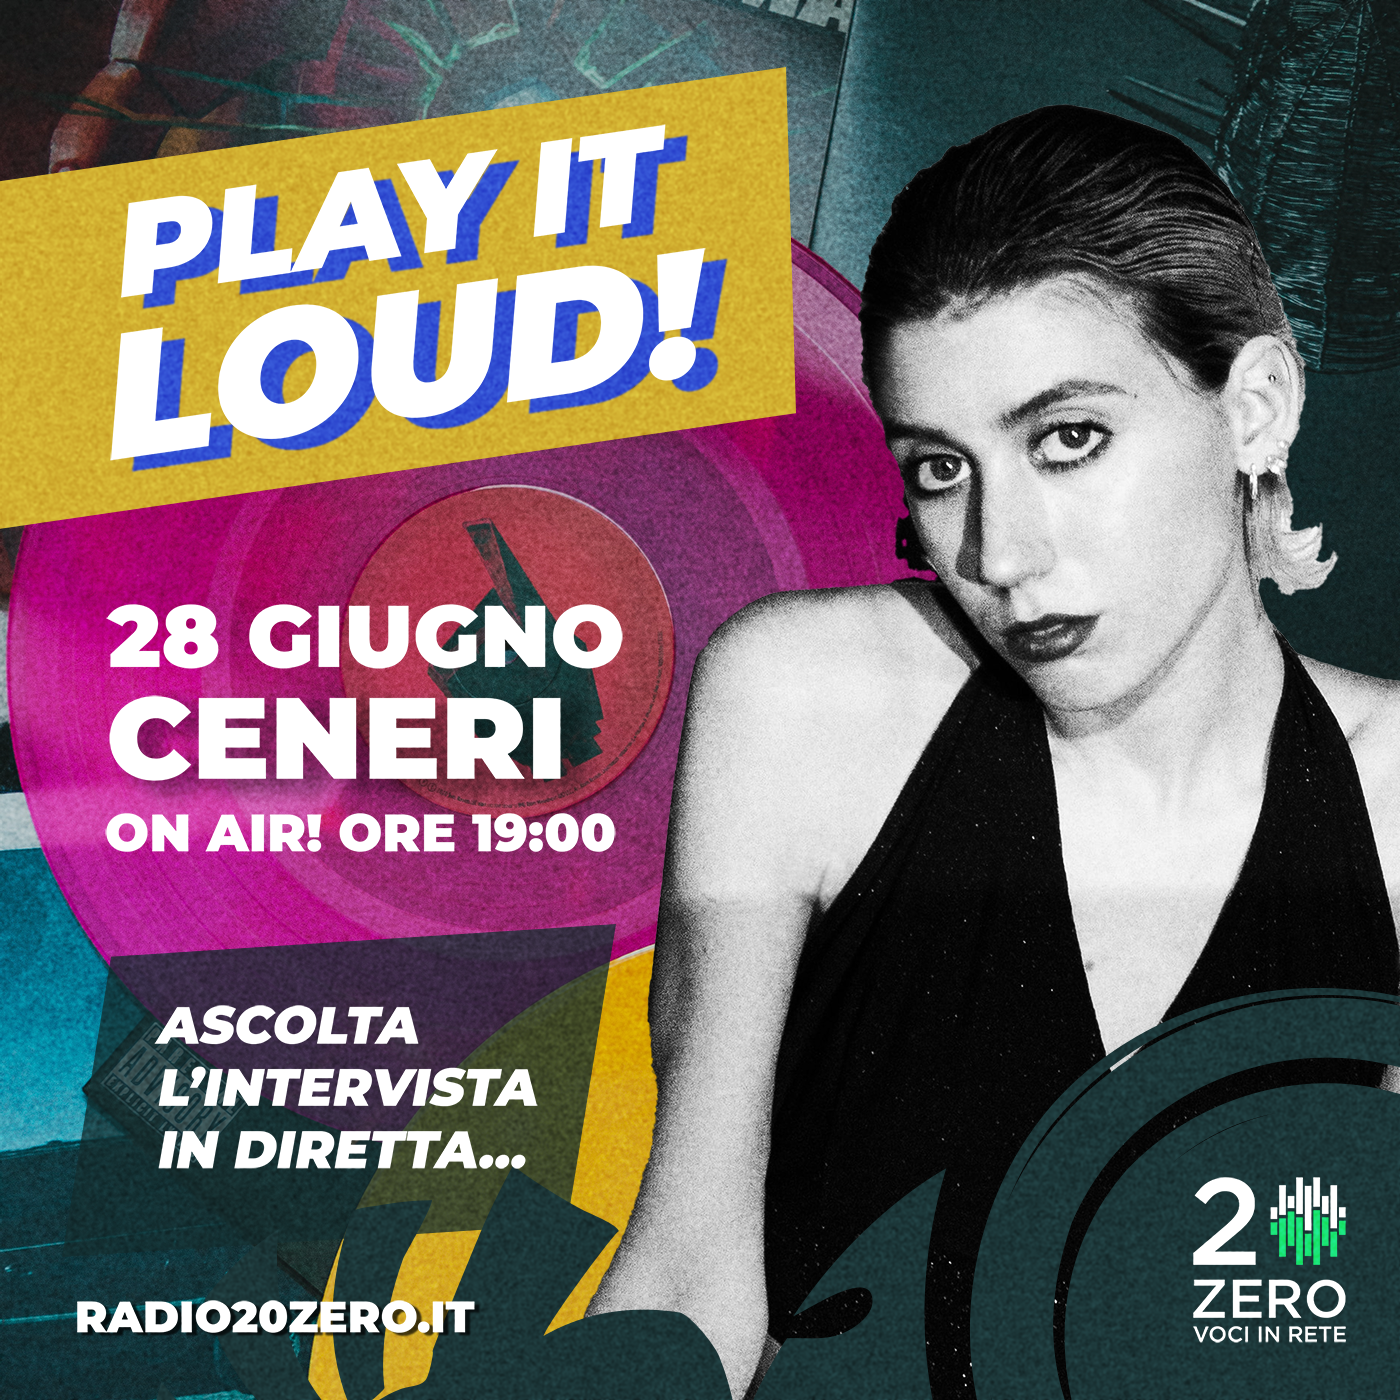 PLAY IT
LOUD!
28 GIUGNO
CENERI
ON AIR! ORE 19:00
ASCOLTA
L'INTERVISTA
IN DIRETTA...
RADIO20ZERO.IT
20
ZERO
VOCI IN RETE